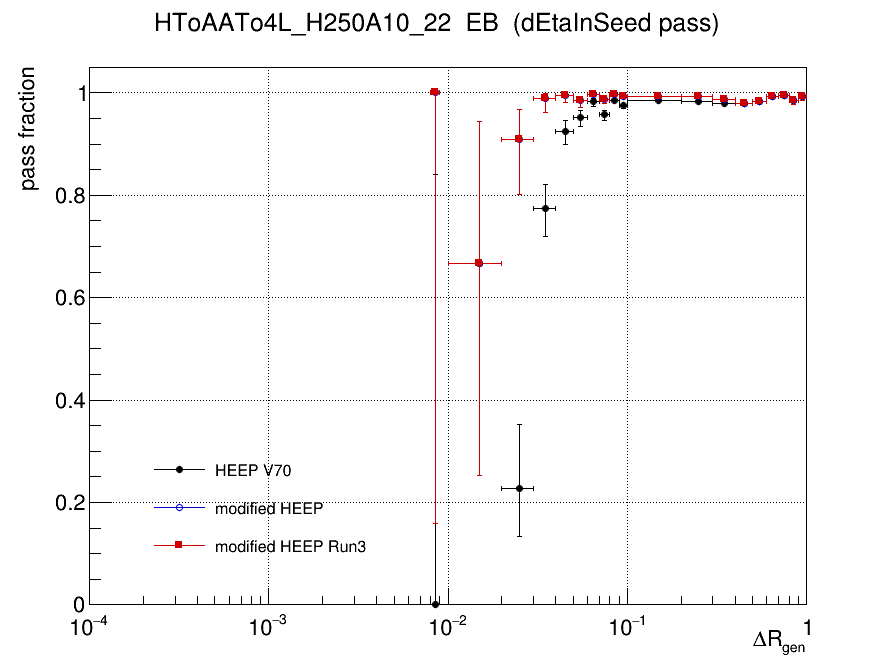 HToAATo4L_H250A10_22 EB (dEtaInSeed pass)
pass fraction
1
0.8
0.6
0.4
0.2
0
HEEP V70
modified HEEP
modified HEEP Run3
10⁻⁴ 10⁻³ 10⁻² 10⁻¹ 1
ΔR_gen